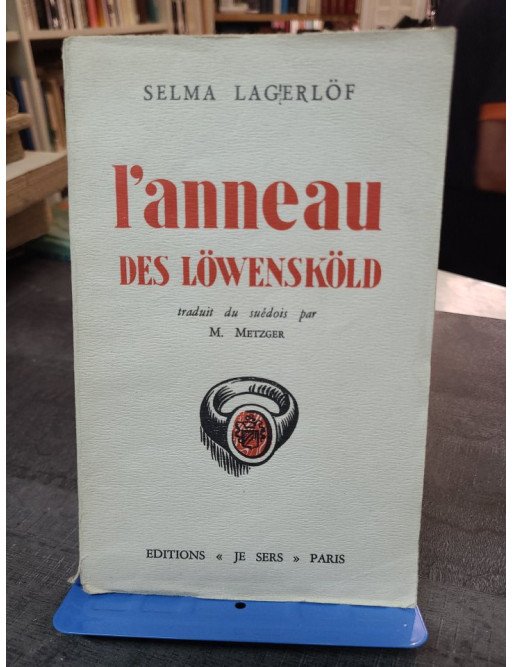 SELMA LAGERLÖF
l'anneau
DES LÖWENSKÖLD
traduit du suédois par
M. METZGER
EDITIONS « JE SERS » PARIS